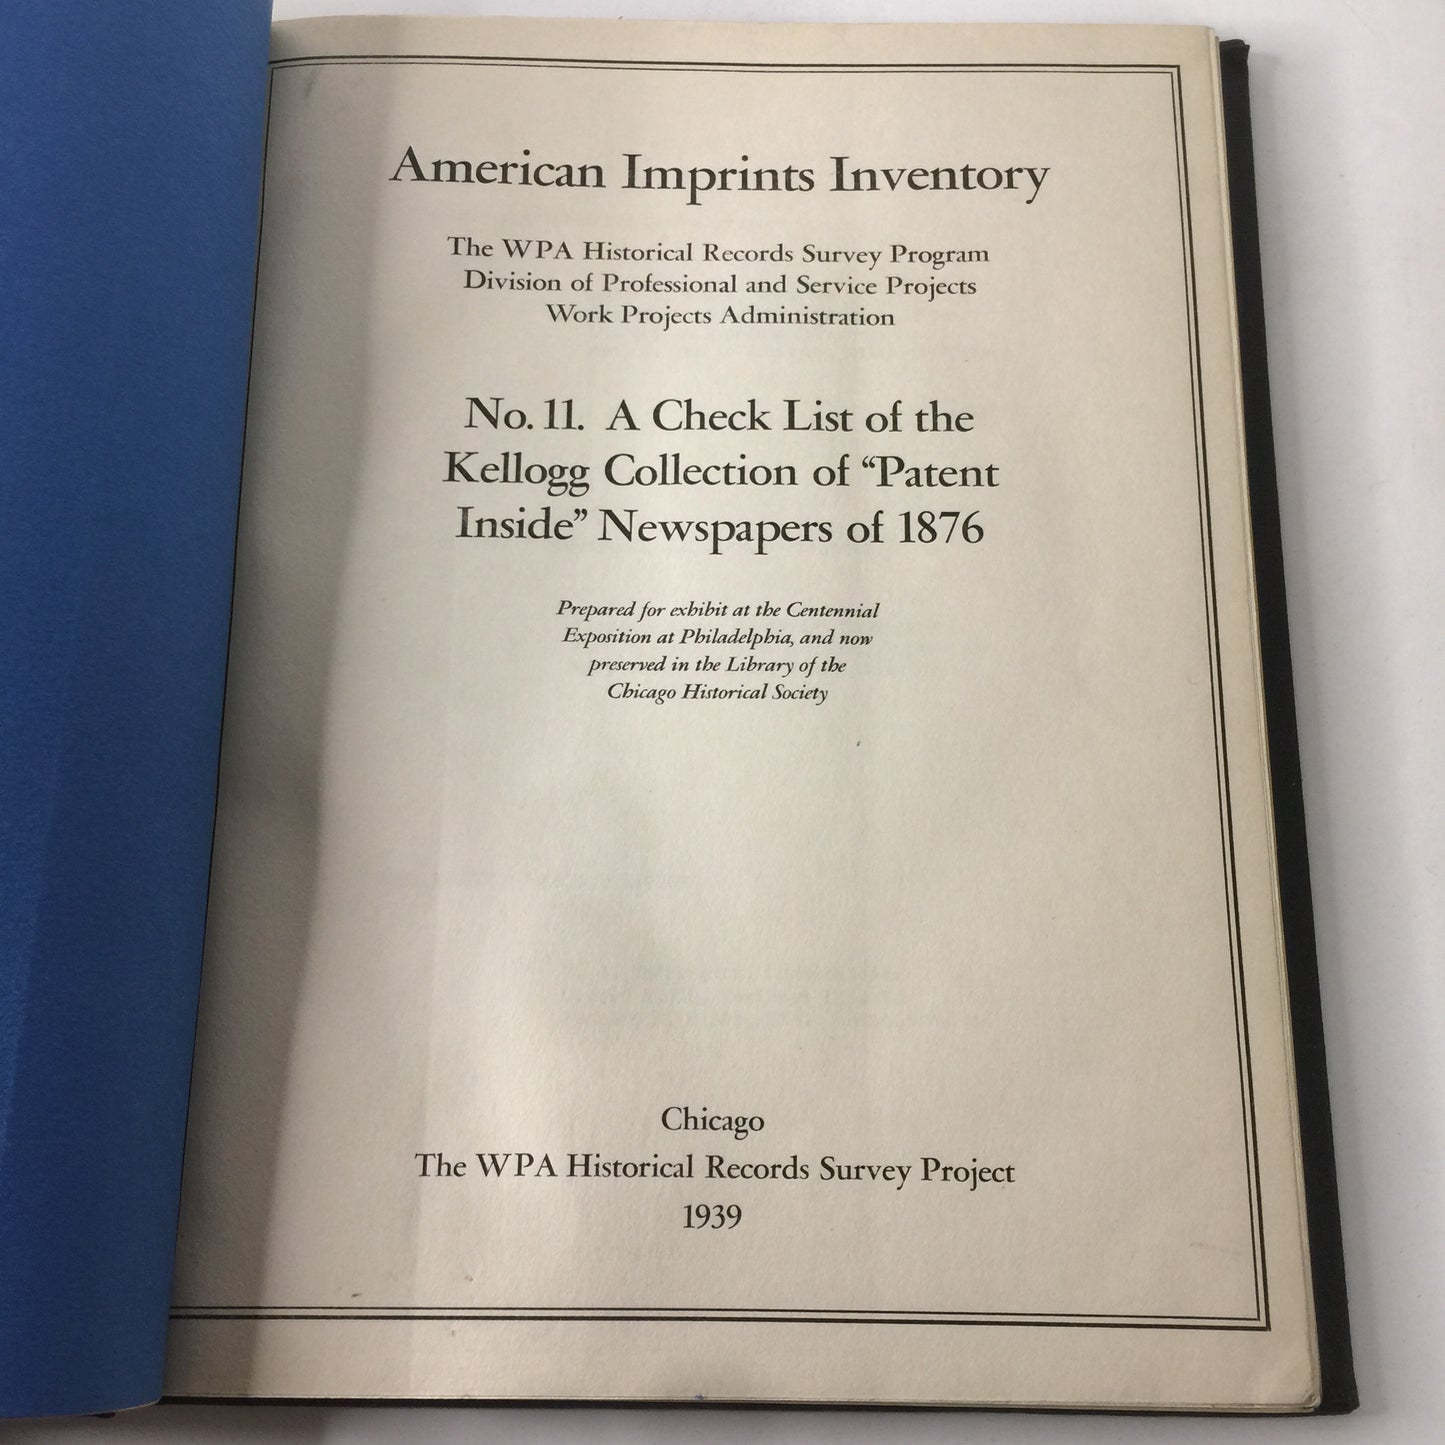 American Imprints Inventory
The WPA Historical Records Survey Program
Division of Professional and Service Projects
Work Projects Administration
No. 11. A Check List of the
Kellogg Collection of “Patent
Inside” Newspapers of 1876
Prepared for exhibit at the Centennial
Exposition at Philadelphia, and now
preserved in the Library of the
Chicago Historical Society
Chicago
The WPA Historical Records Survey Project
1939